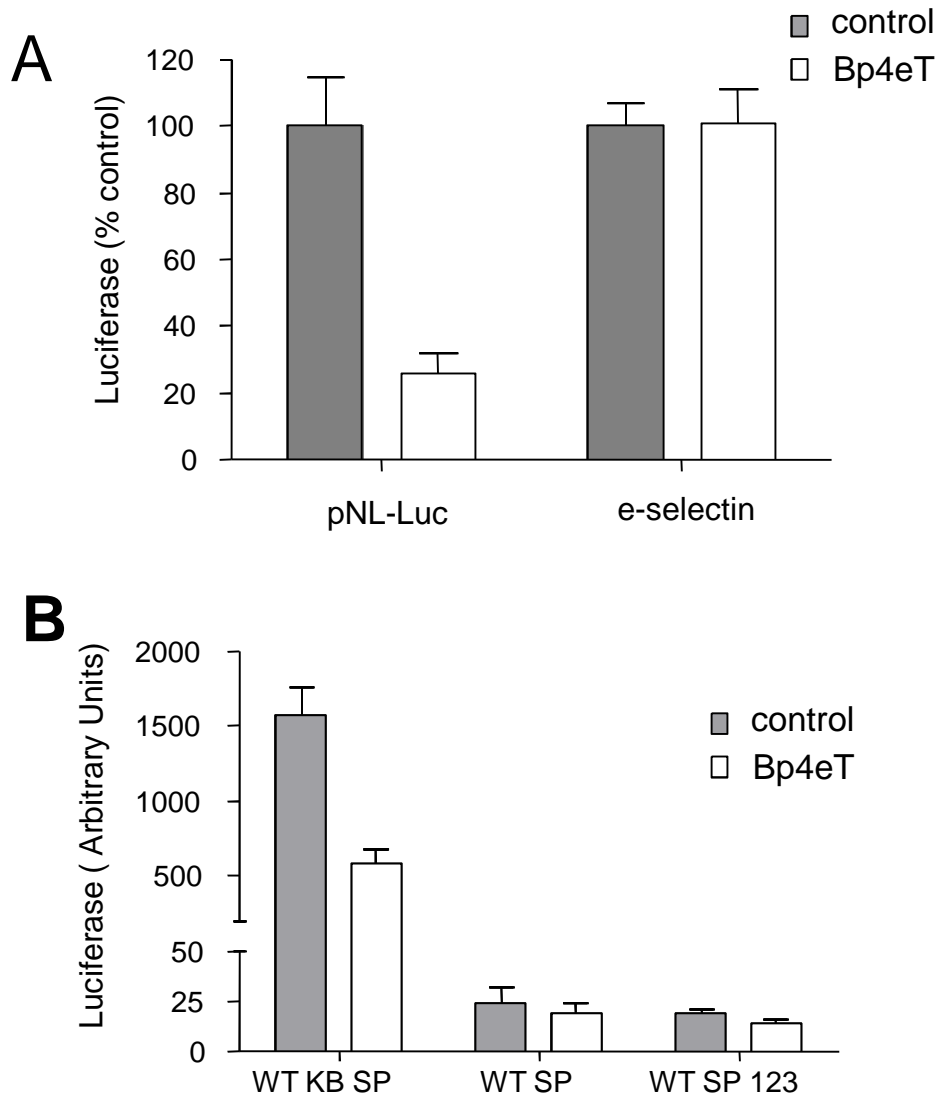 A
control
Bp4eT
Luciferase (% control)
120
100
80
60
40
20
0
pNL-Luc
e-selectin
B
Luciferase ( Arbitrary Units)
2000
1500
1000
500
50
25
0
control
Bp4eT
WT KB SP
WT SP
WT SP 123